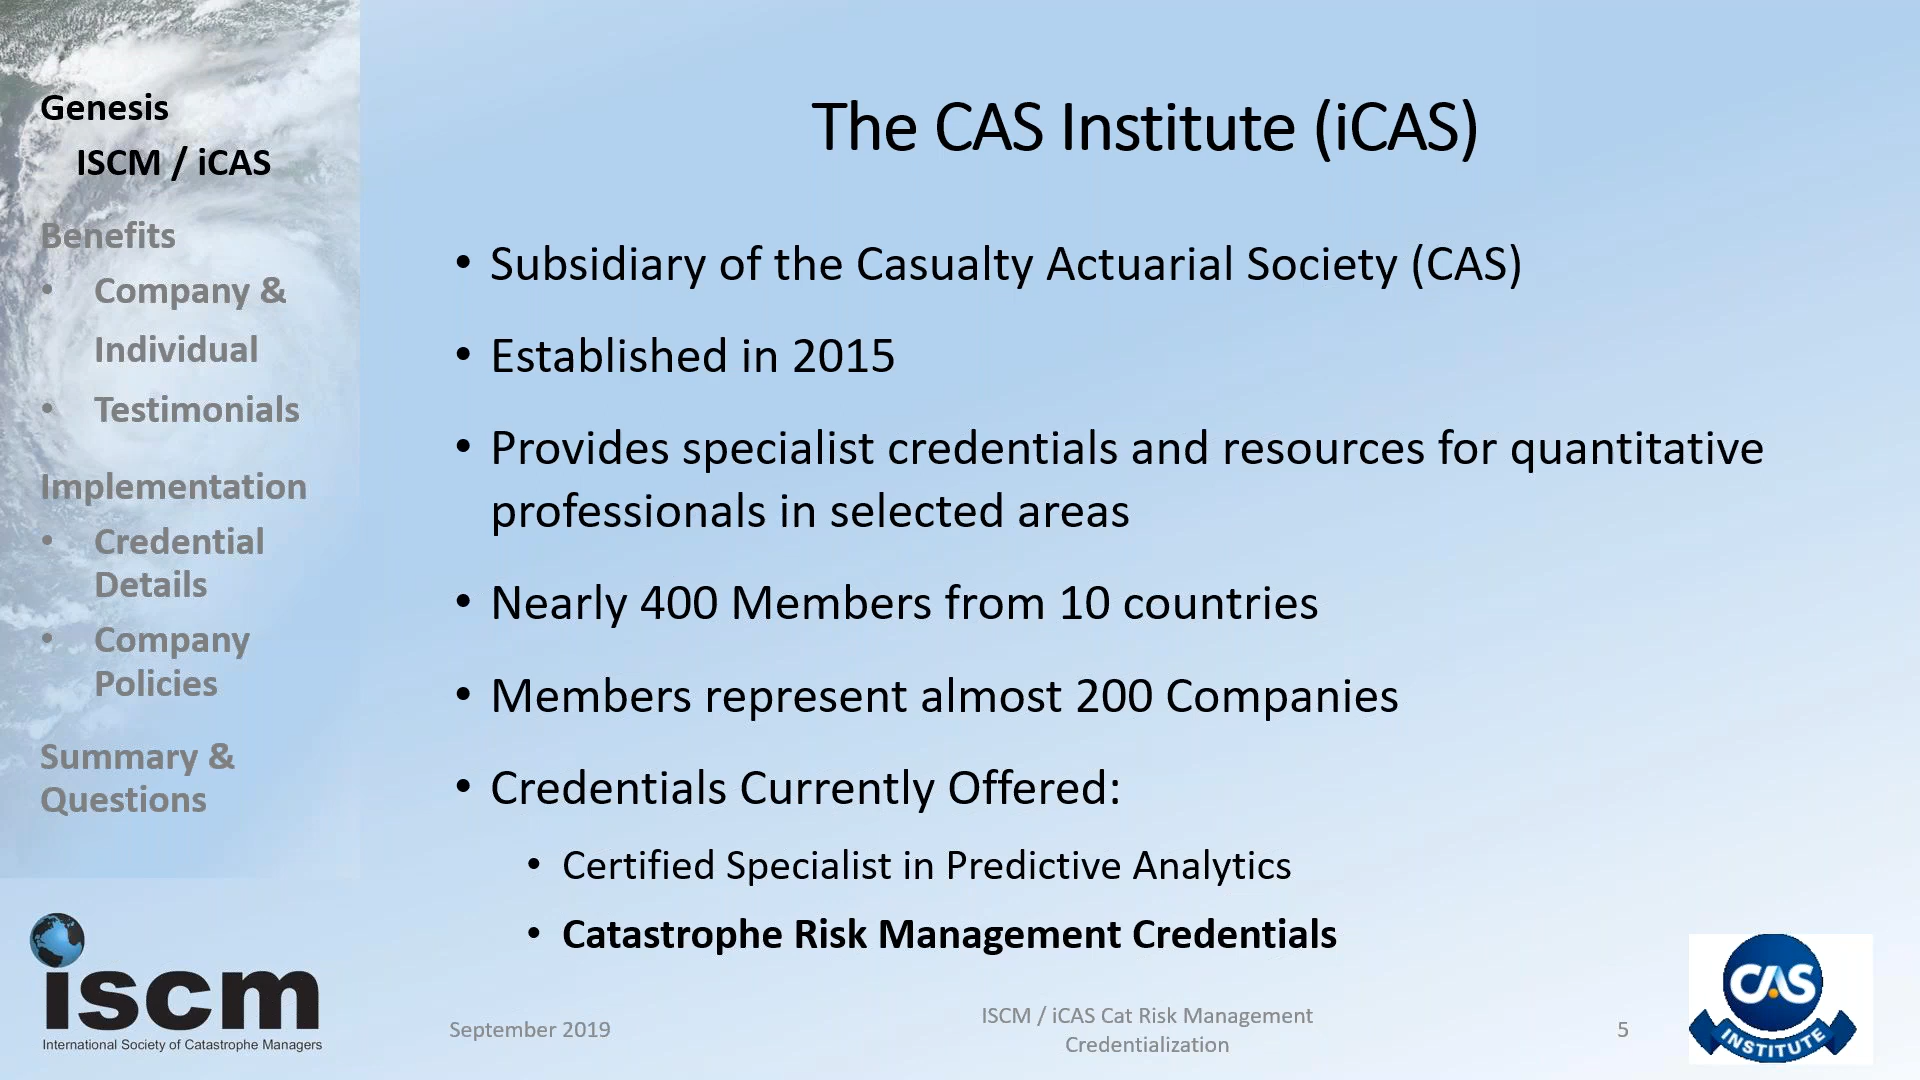 Genesis
ISCM / iCAS
Benefits
• Company &
Individual
• Testimonials
Implementation
• Credential
Details
• Company
Policies
Summary &
Questions
iscm
International Society of Catastrophe Managers
The CAS Institute (iCAS)
• Subsidiary of the Casualty Actuarial Society (CAS)
• Established in 2015
• Provides specialist credentials and resources for quantitative
professionals in selected areas
• Nearly 400 Members from 10 countries
• Members represent almost 200 Companies
• Credentials Currently Offered:
• Certified Specialist in Predictive Analytics
• Catastrophe Risk Management Credentials
September 2019
ISCM / iCAS Cat Risk Management
Credentialization
5
CAS
INSTITUTE